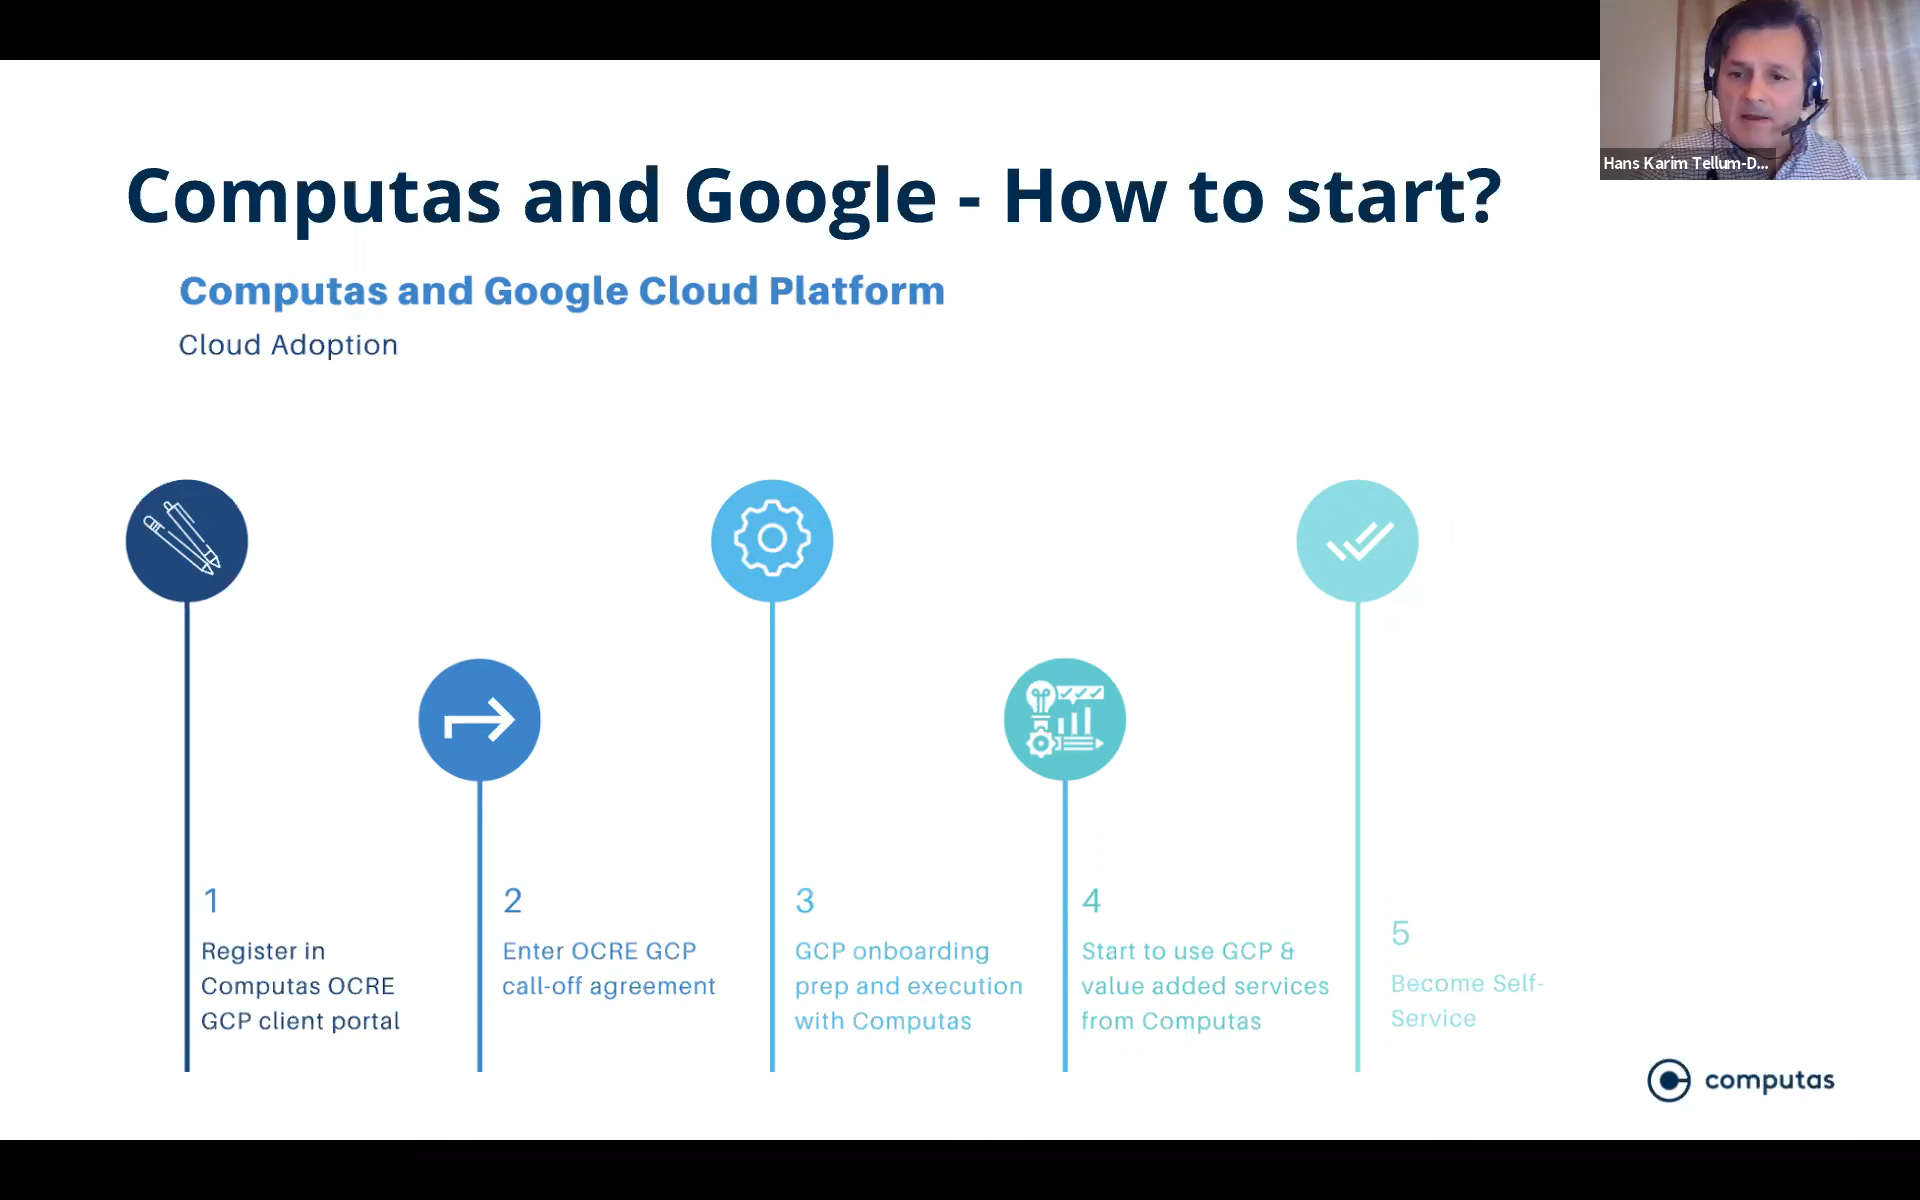 Hans Karim Tellum-D...
Computas and Google - How to start?
Computas and Google Cloud Platform
Cloud Adoption
1
Register in
Computas OCRE
GCP client portal
2
Enter OCRE GCP
call-off agreement
3
GCP onboarding
prep and execution
with Computas
4
Start to use GCP &
value added services
from Computas
5
Become Self-
Service
computas